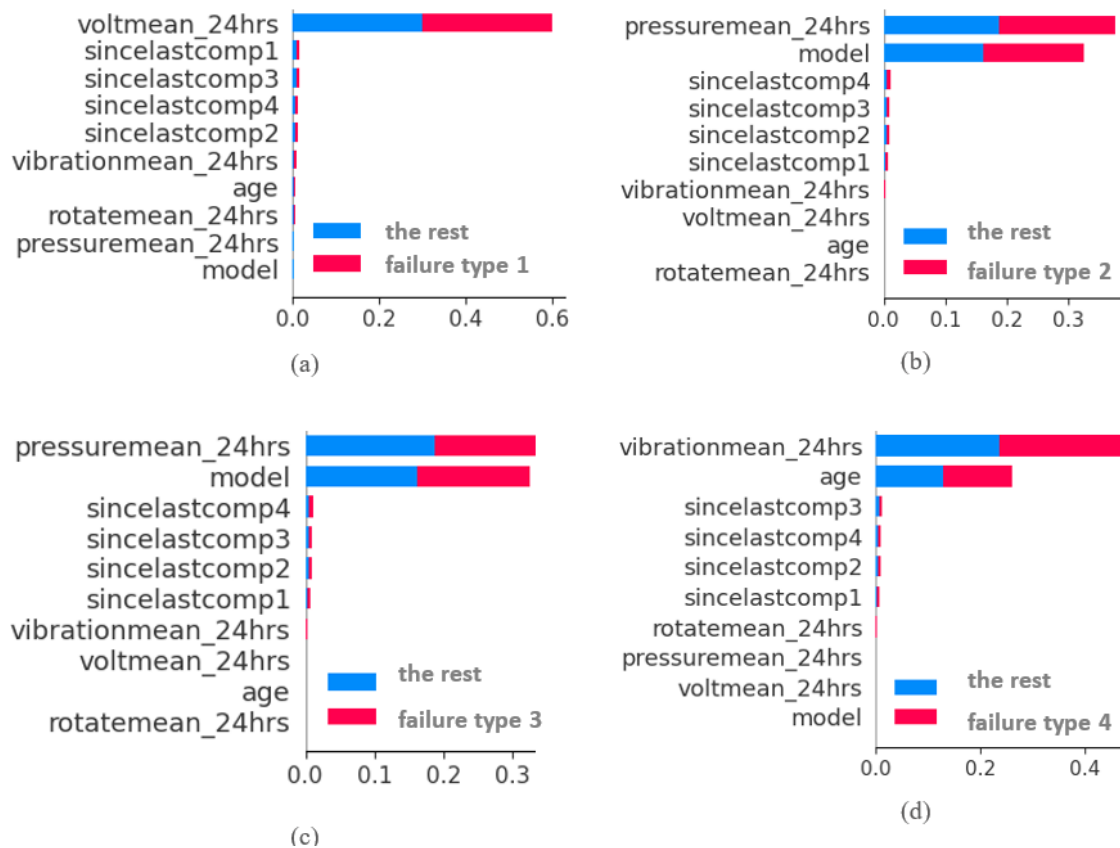 voltmean_24hrs
sincelastcomp1
sincelastcomp3
sincelastcomp4
sincelastcomp2
vibrationmean_24hrs
age
rotatemean_24hrs
pressuremean_24hrs
model
the rest
failure type 1
0.0 0.2 0.4 0.6
(a)
pressuremean_24hrs
model
sincelastcomp4
sincelastcomp3
sincelastcomp2
sincelastcomp1
vibrationmean_24hrs
voltmean_24hrs
age
rotatemean_24hrs
the rest
failure type 2
0.0 0.1 0.2 0.3
(b)
pressuremean_24hrs
model
sincelastcomp4
sincelastcomp3
sincelastcomp2
sincelastcomp1
vibrationmean_24hrs
voltmean_24hrs
age
rotatemean_24hrs
the rest
failure type 3
0.0 0.1 0.2 0.3
(c)
vibrationmean_24hrs
age
sincelastcomp3
sincelastcomp4
sincelastcomp2
sincelastcomp1
rotatemean_24hrs
pressuremean_24hrs
voltmean_24hrs
model
the rest
failure type 4
0.0 0.2 0.4
(d)